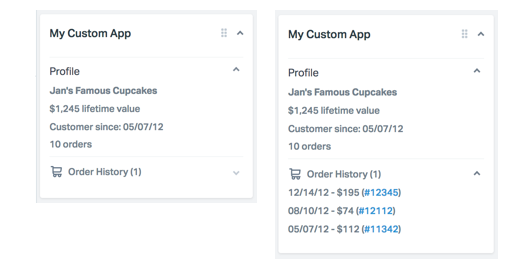 My Custom App
Profile
Jan's Famous Cupcakes
$1,245 lifetime value
Customer since: 05/07/12
10 orders
Order History (1)
My Custom App
Profile
Jan's Famous Cupcakes
$1,245 lifetime value
Customer since: 05/07/12
10 orders
Order History (1)
12/14/12 - $195 (#12345)
08/10/12 - $74 (#12112)
05/07/12 - $112 (#11342)